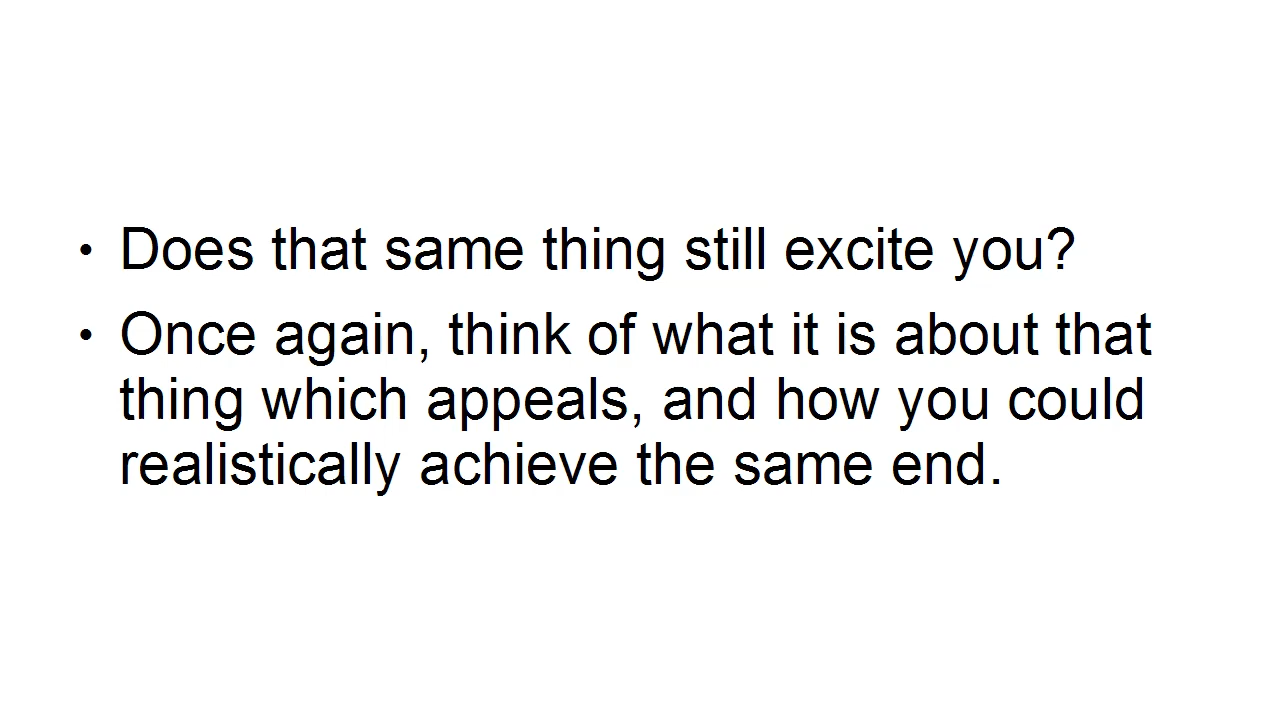 • Does that same thing still excite you?
• Once again, think of what it is about that
thing which appeals, and how you could
realistically achieve the same end.